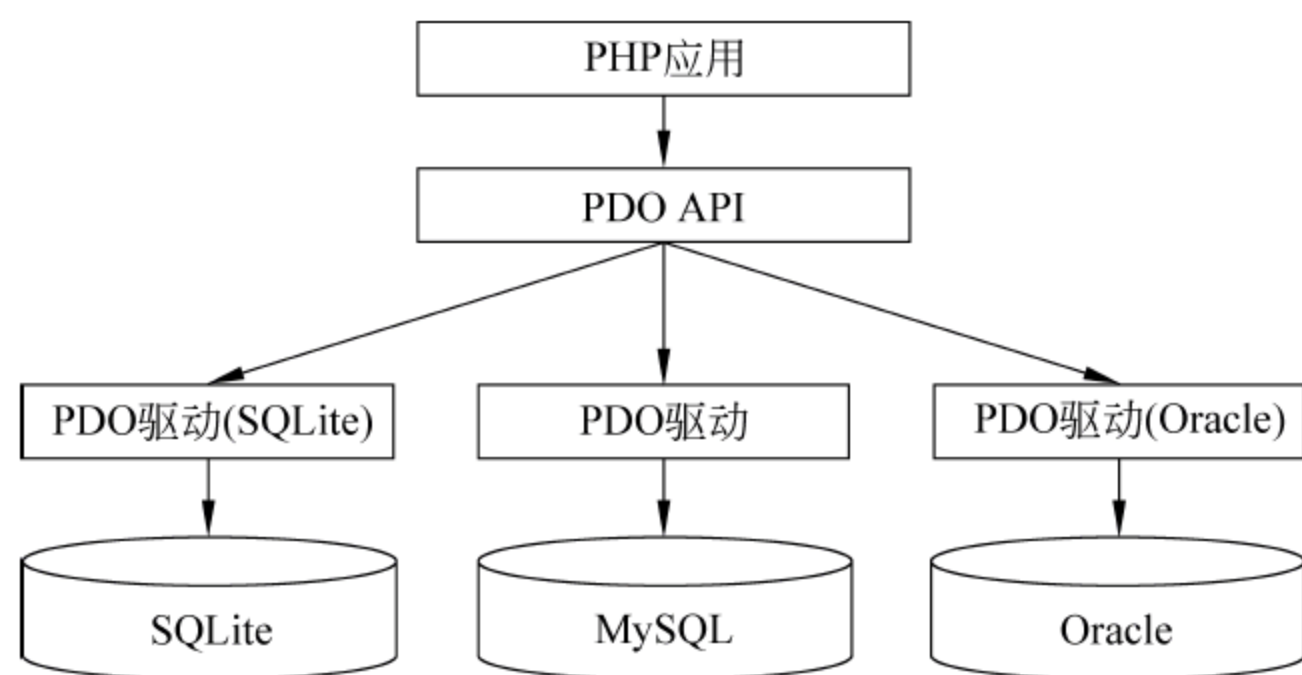 PHP应用
PDO API
PDO驱动(SQLite)
PDO驱动
PDO驱动(Oracle)
SQLite
MySQL
Oracle